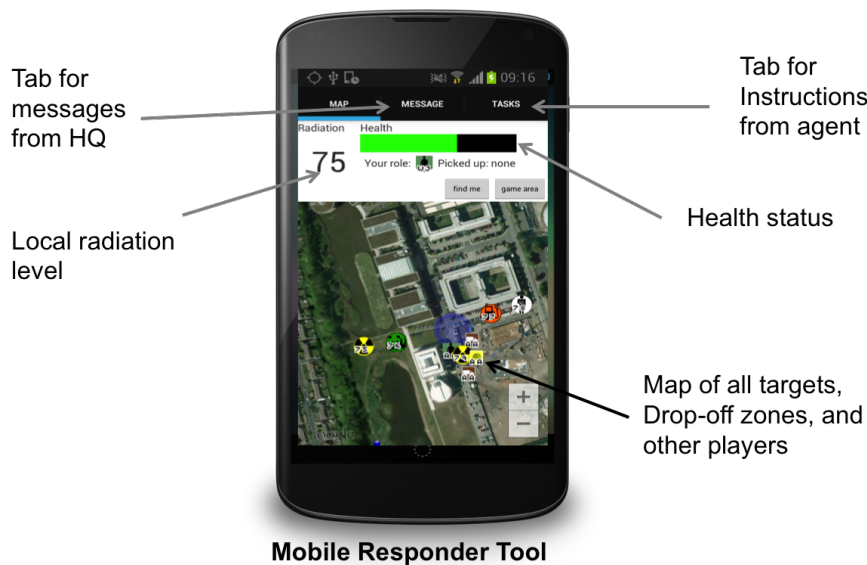 Tab for
messages
from HQ
Local radiation
level
09:16
MAP MESSAGE TASKS
Radiation Health
75
Your role: Picked up: none
find me game area
+
−
Tab for
Instructions
from agent
Health status
Map of all targets,
Drop-off zones, and
other players
Mobile Responder Tool